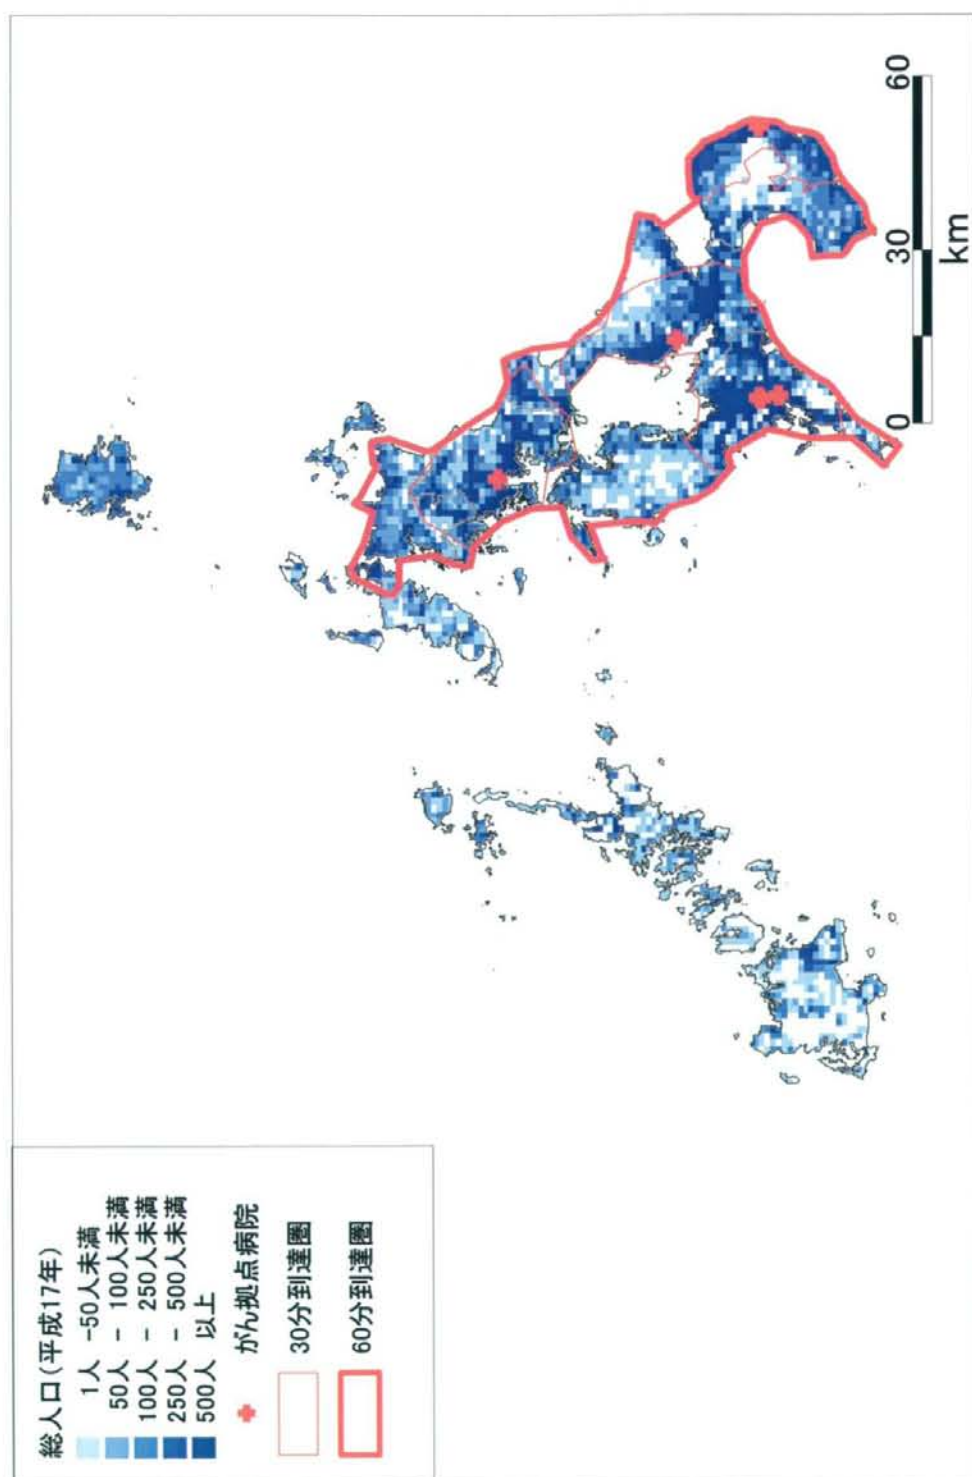 総人口(平成17年)
1人 -50人未満
50人 - 100人未満
100人 - 250人未満
250人 - 500人未満
500人 以上
がん拠点病院
30分到達圏
60分到達圏
0 30 60
km